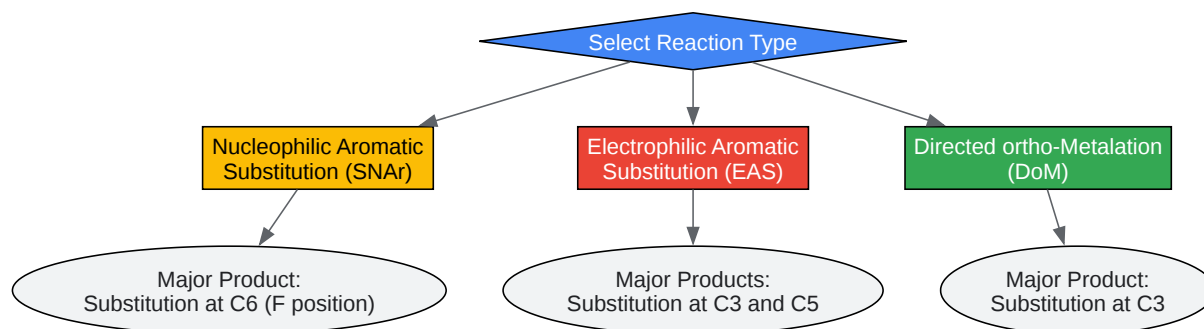 Select Reaction Type
Nucleophilic Aromatic
Substitution (SNAr)
Electrophilic Aromatic
Substitution (EAS)
Directed ortho-Metalation
(DoM)
Major Product:
Substitution at C6 (F position)
Major Products:
Substitution at C3 and C5
Major Product:
Substitution at C3